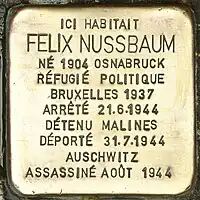 ICI HABITAIT
FELIX NUSSBAUM
NÉ 1904 OSNABRUCK
RÉFUGIÉ POLITIQUE
BRUXELLES 1937
ARRÊTÉ 21.6.1944
DÉTENU MALINES
DÉPORTÉ 31.7.1944
AUSCHWITZ
ASSASSINÉ AOÛT 1944